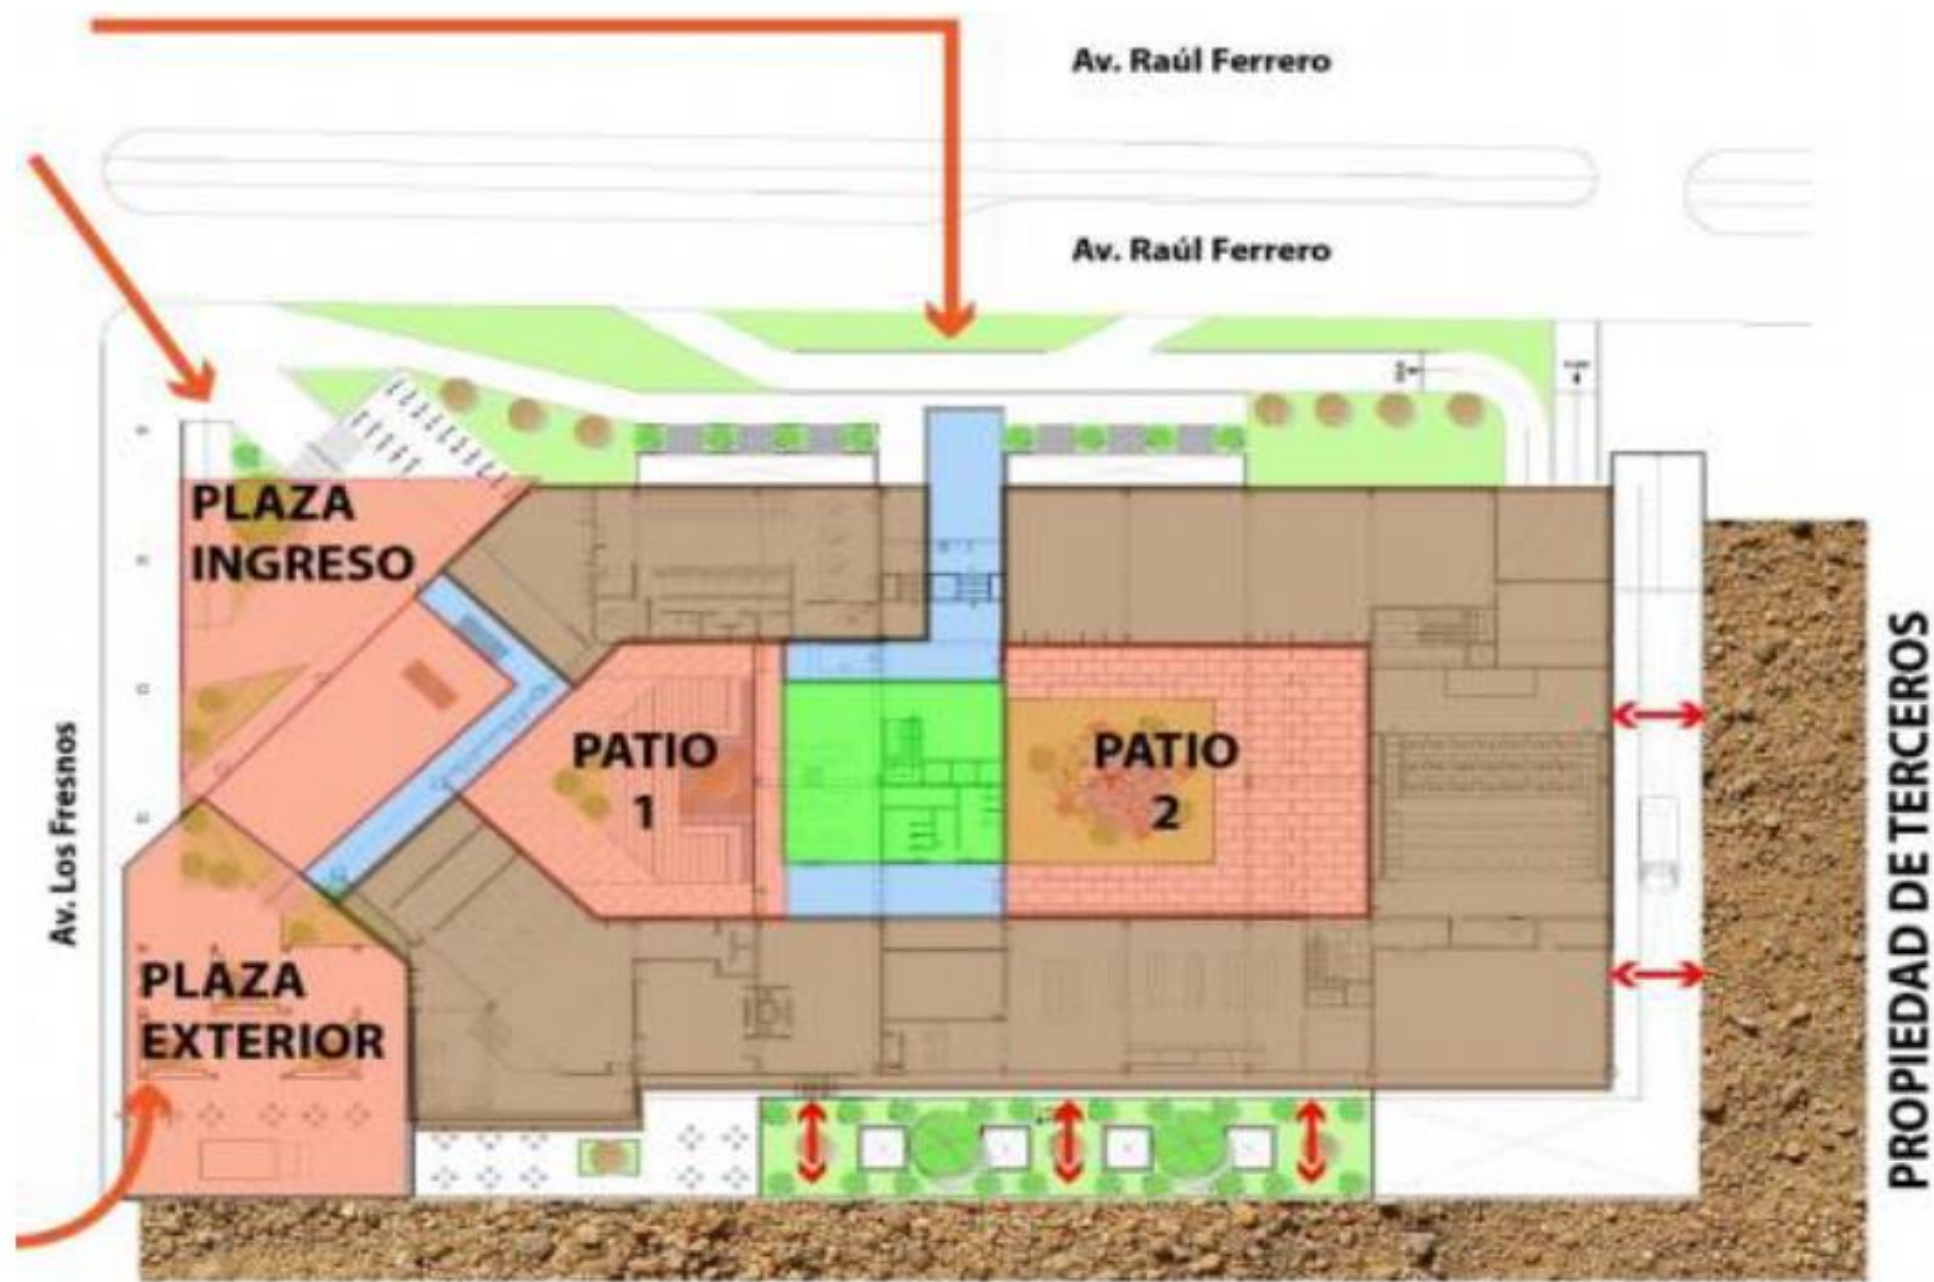 Av. Raúl Ferrero
Av. Raúl Ferrero
PLAZA
INGRESO
PATIO
1
PATIO
2
Av. Los Fresnos
PLAZA
EXTERIOR
PROPIEDAD DE TERCEROS